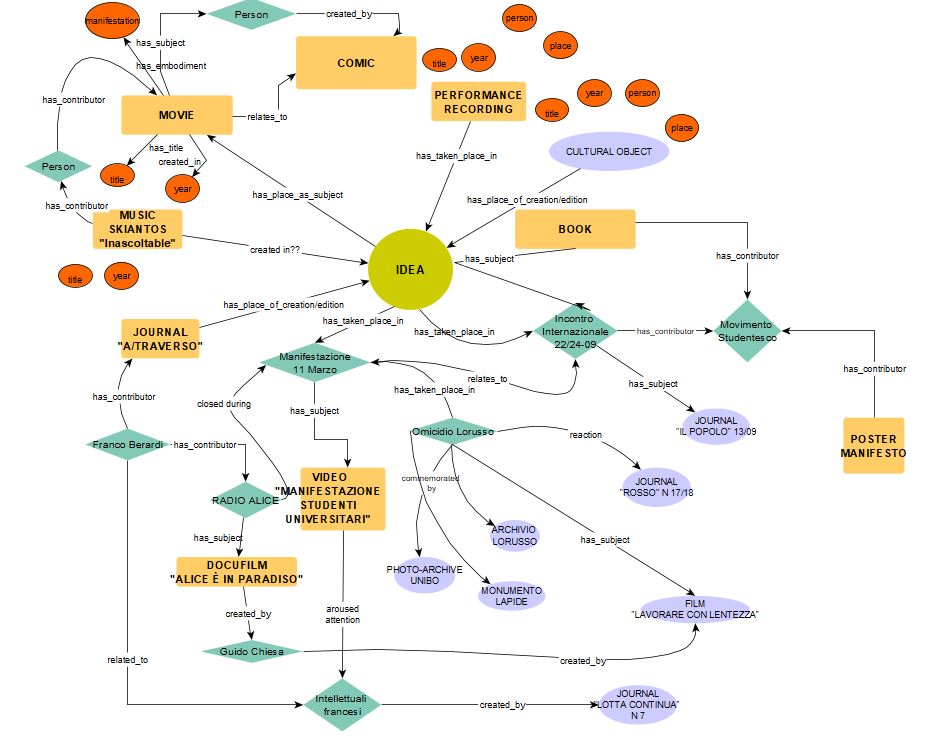 Person
created_by
person
manifestation
has_subject
place
COMIC
title
year
has_embodiment
has_contributor
PERFORMANCE
RECORDING
year
person
title
MOVIE
relates_to
place
has_title
created_in
CULTURAL OBJECT
has_taken_place_in
Person
title
year
has_place_as_subject
has_place_of_creation/edition
has_contributor
MUSIC
SKIANTOS
"Inascoltable"
BOOK
created in??
has_subject
has_contributor
IDEA
title
year
has_place_of_creation/edition
has_taken_place_in
has_taken_place_in
Incontro
Internazionale
22/24-09
has_contributor
Movimento
Studentesco
JOURNAL
"A/TRAVERSO"
Manifestazione
11 Marzo
relates_to
has_taken_place_in
has_subject
has_contributor
has_contributor
closed during
has_subject
JOURNAL
"IL POPOLO" 13/09
Franco Berardi
has_contributor
Omicidio Lorusso
reaction
POSTER
MANIFESTO
VIDEO
"MANIFESTAZIONE
STUDENTI
UNIVERSITARI"
commemorated
by
JOURNAL
"ROSSO" N 17/18
RADIO ALICE
ARCHIVIO
LORUSSO
has_subject
has_subject
DOCUFILM
"ALICE È IN PARADISO"
PHOTO-ARCHIVE
UNIBO
MONUMENTO
LAPIDE
created_by
aroused
attention
FILM
"LAVORARE CON LENTEZZA"
Guido Chiesa
related_to
created_by
Intellettuali
francesi
created_by
JOURNAL
"LOTTA CONTINUA"
N 7